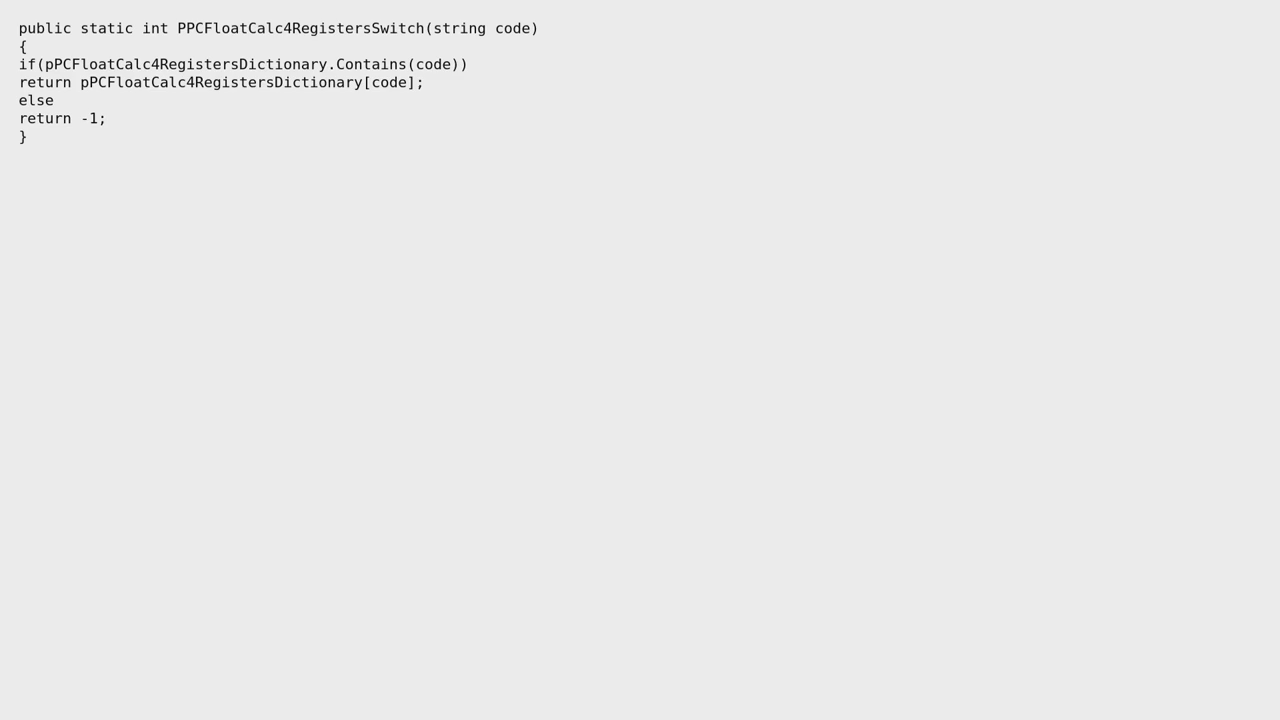 public static int PPCFloatCalc4RegistersSwitch(string code)
{
if(pPCFloatCalc4RegistersDictionary.Contains(code))
return pPCFloatCalc4RegistersDictionary[code];
else
return -1;
}